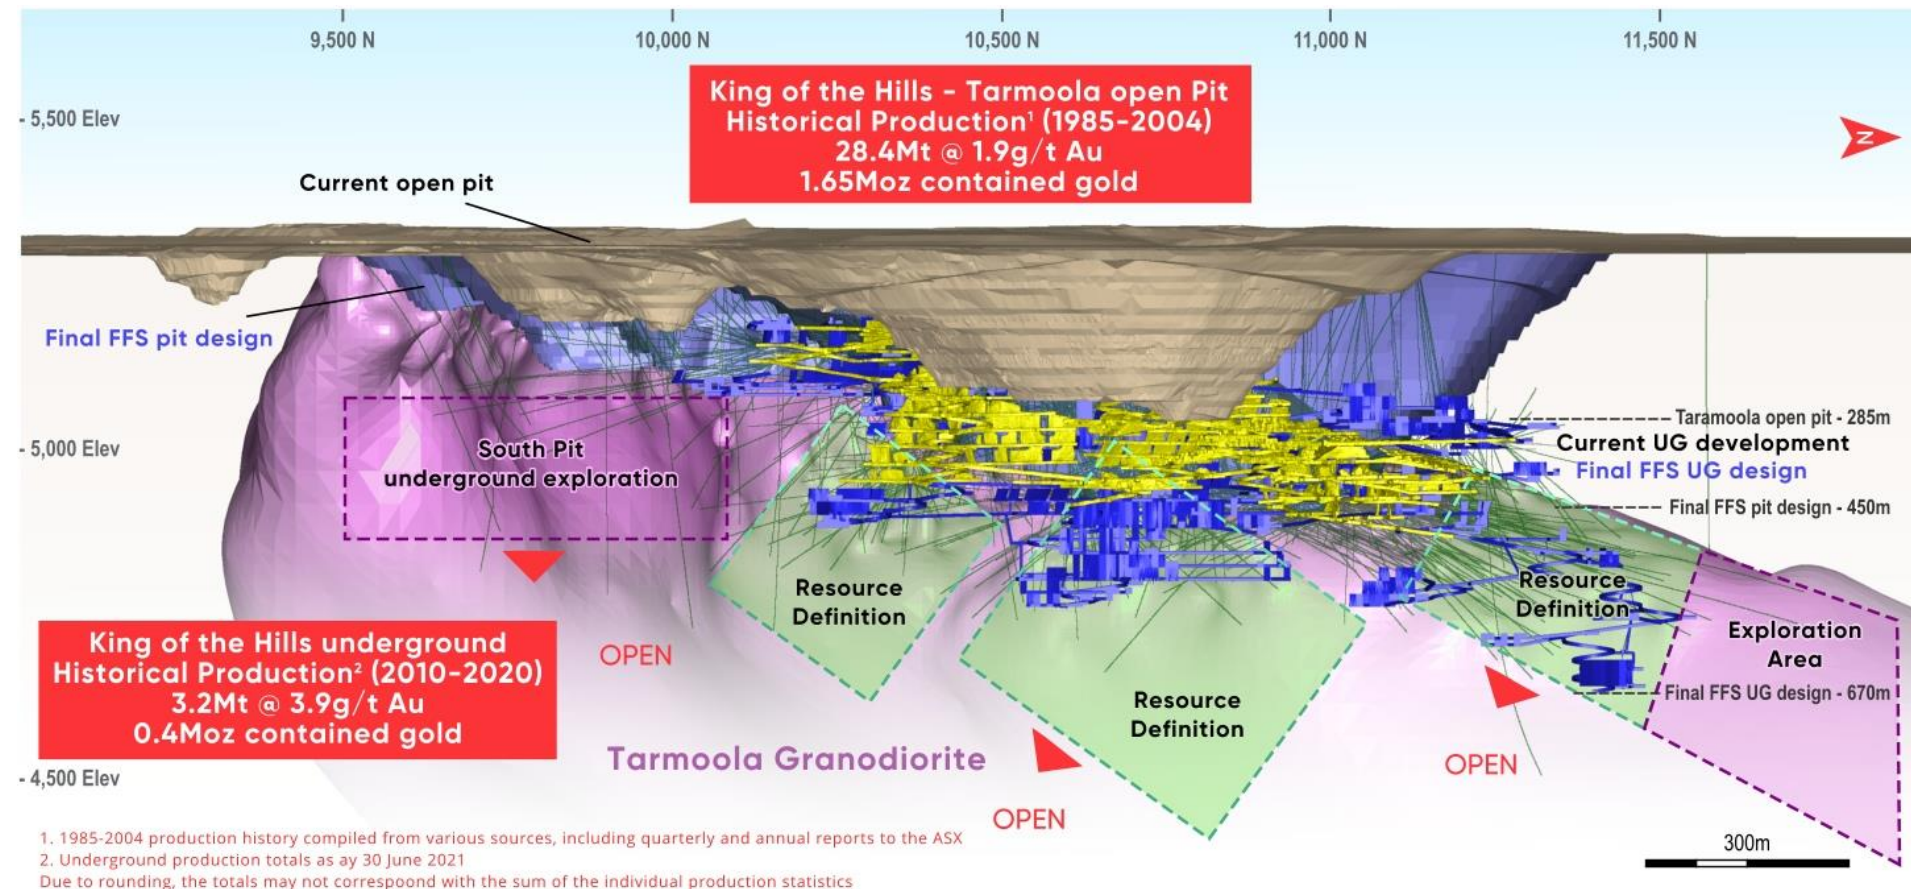 9,500 N
10,000 N
10,500 N
11,000 N
11,500 N
King of the Hills - Tarmoola open Pit
Historical Production¹ (1985-2004)
28.4Mt @ 1.9g/t Au
1.65Moz contained gold
- 5,500 Elev
N
Current open pit
Final FFS pit design
Taramoola open pit - 285m
Current UG development
Final FFS UG design
- 5,000 Elev
South Pit
underground exploration
Final FFS pit design - 450m
Resource
Definition
Resource
Definition
Exploration
Area
King of the Hills underground
Historical Production² (2010-2020)
3.2Mt @ 3.9g/t Au
0.4Moz contained gold
OPEN
Final FFS UG design - 670m
Resource
Definition
Tarmoola Granodiorite
OPEN
- 4,500 Elev
OPEN
300m
1. 1985-2004 production history compiled from various sources, including quarterly and annual reports to the ASX
2. Underground production totals as ay 30 June 2021
Due to rounding, the totals may not correspoond with the sum of the individual production statistics